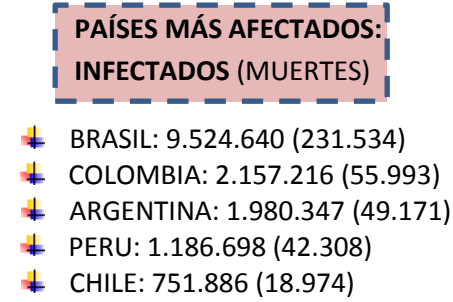 PAÍSES MÁS AFECTADOS:
INFECTADOS (MUERTES)
BRASIL: 9.524.640 (231.534)
COLOMBIA: 2.157.216 (55.993)
ARGENTINA: 1.980.347 (49.171)
PERU: 1.186.698 (42.308)
CHILE: 751.886 (18.974)